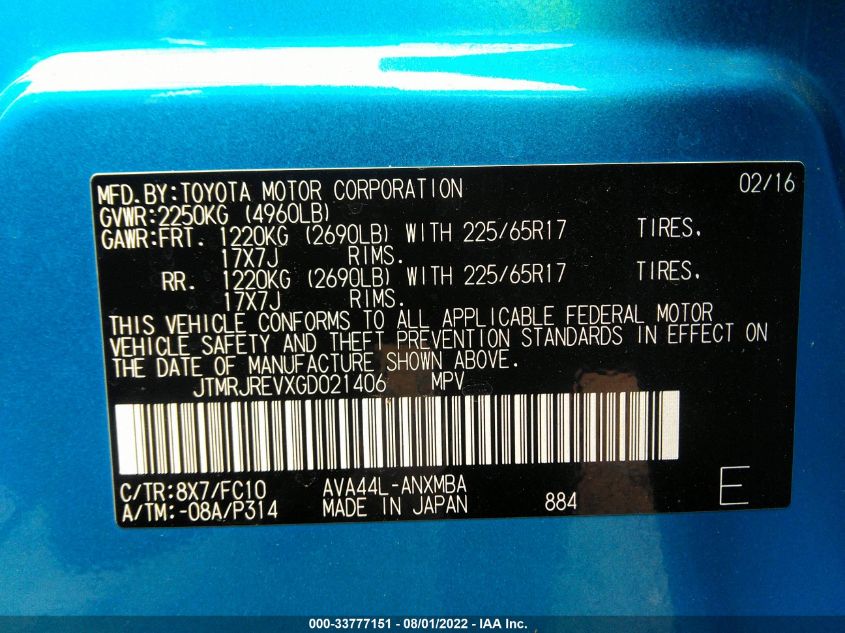 MFD.BY:TOYOTA MOTOR CORPORATION 02/16
GVWR:2250KG (4960LB)
GAWR:FRT. 1220KG (2690LB) WITH 225/65R17 TIRES.
17X7J RIMS.
RR. 1220KG (2690LB) WITH 225/65R17 TIRES.
17X7J RIMS.
THIS VEHICLE CONFORMS TO ALL APPLICABLE FEDERAL MOTOR
VEHICLE SAFETY AND THEFT PREVENTION STANDARDS IN EFFECT ON
THE DATE OF MANUFACTURE SHOWN ABOVE.
JTMRJREVXGD021406 MPV
C/TR:8X7/FC10 AVA44L-ANXMBA
A/TM:-08A/P314 MADE IN JAPAN 884 E
000-33777151 - 08/01/2022 - IAA Inc.